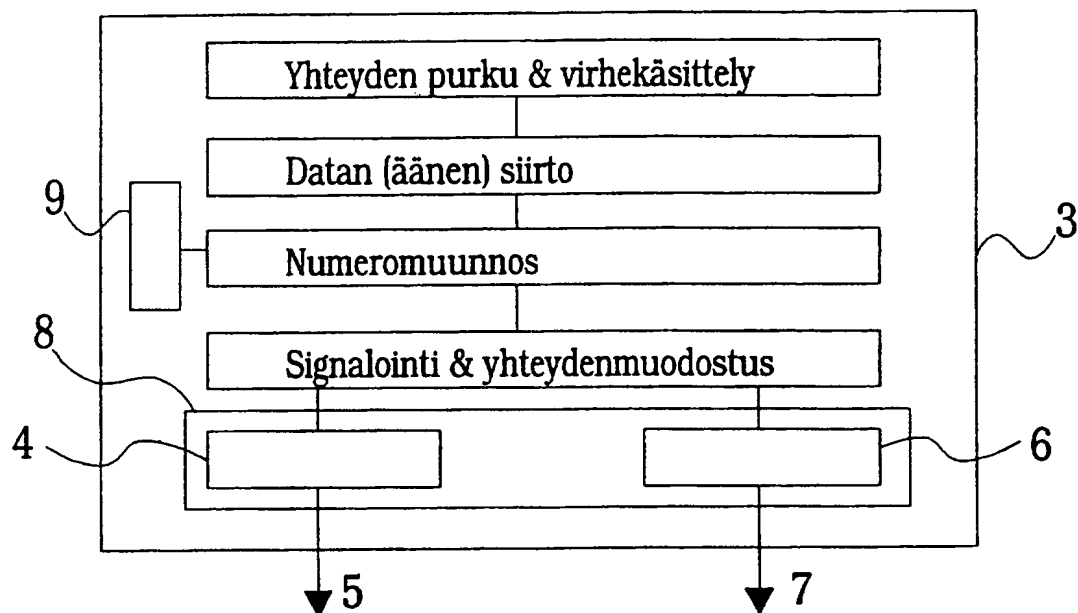 Yhteyden purku & virhekäsittely
Datan (äänen) siirto
9
3
Numeromuunnos
8
Signalointi & yhteydenmuodostus
4
6
5
7